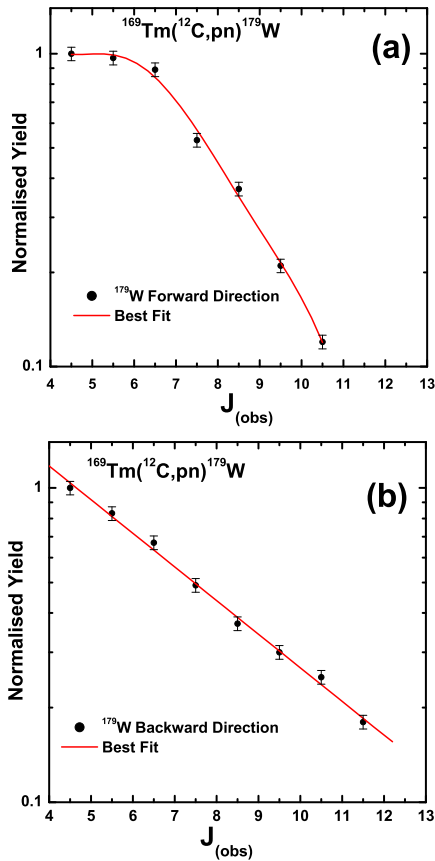 ¹⁶⁹Tm(¹²C,pn)¹⁷⁹W
(a)
1
0.1
Normalised Yield
¹⁷⁹W Forward Direction
Best Fit
4 5 6 7 8 9 10 11 12 13
J(obs)
¹⁶⁹Tm(¹²C,pn)¹⁷⁹W
(b)
1
0.1
Normalised Yield
¹⁷⁹W Backward Direction
Best Fit
4 5 6 7 8 9 10 11 12 13
J(obs)